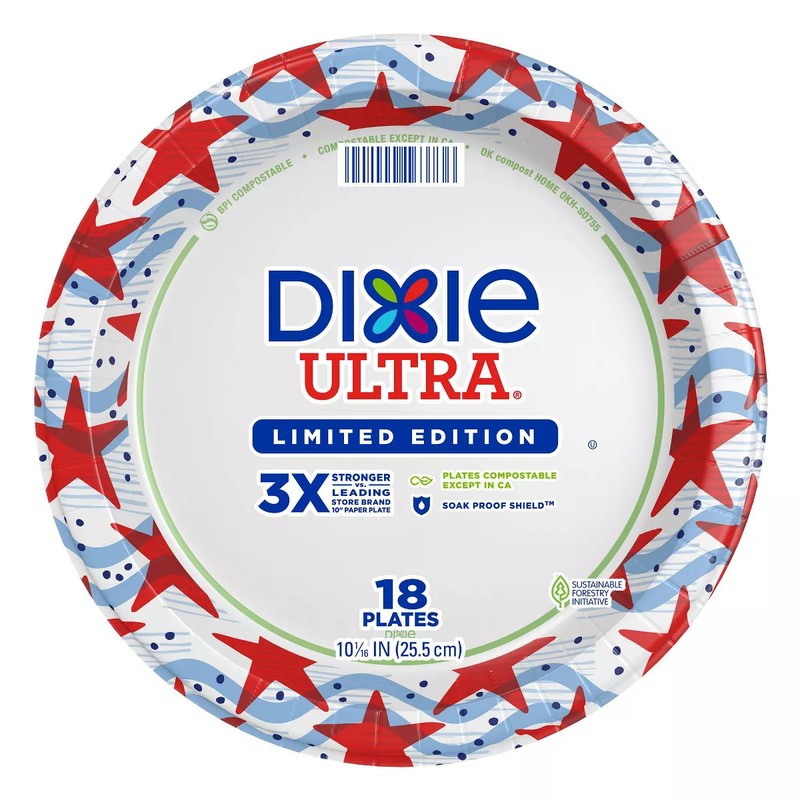 BPI COMPOSTABLE • COMPOSTABLE EXCEPT IN CA • OK compost HOME OKH-S0755
DIXIE
ULTRA®
LIMITED EDITION
3X
STRONGER
vs.
LEADING
STORE BRAND
10" PAPER PLATE
PLATES COMPOSTABLE
EXCEPT IN CA
SOAK PROOF SHIELD™
U
SUSTAINABLE
FORESTRY
INITIATIVE
18
PLATES
DIXIE
10 1/16 IN (25.5 cm)